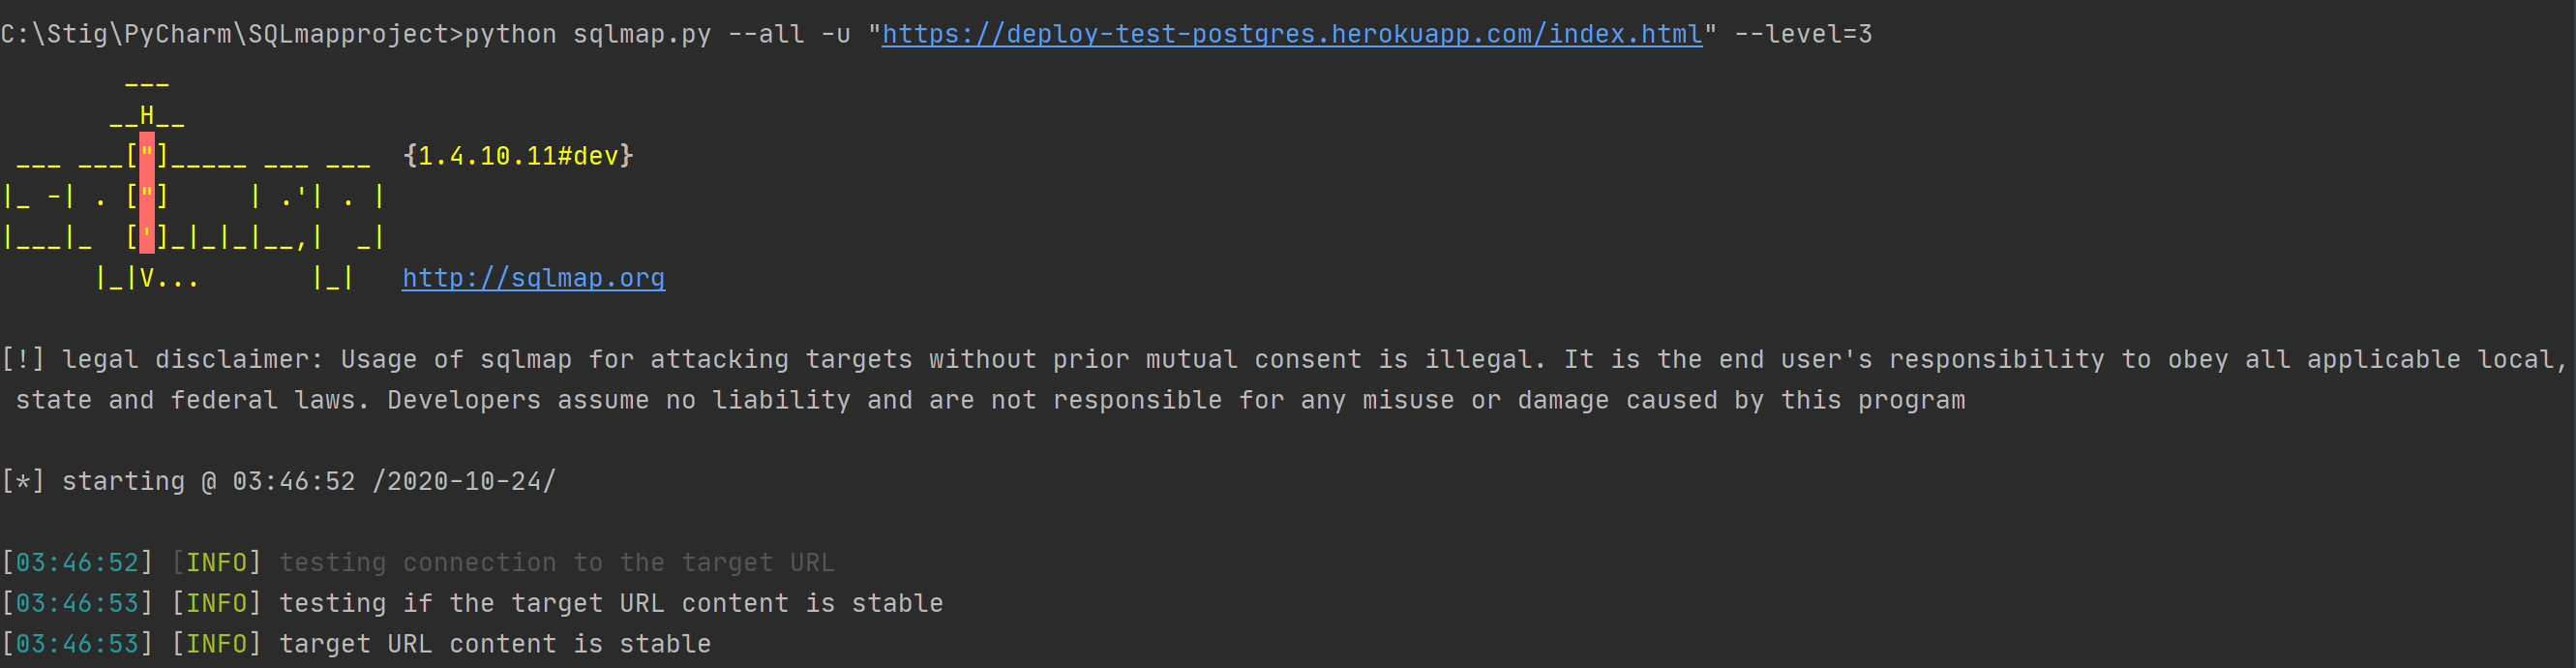 C:\Stig\PyCharm\SQLmapproject>python sqlmap.py --all -u "https://deploy-test-postgres.herokuapp.com/index.html" --level=3
        ___
       __H__
 ___ ___["]_____ ___ ___  {1.4.10.11#dev}
|_ -| . ["]     | .'| . |
|___|_  [']_|_|_|__,|  _|
      |_|V...       |_|   http://sqlmap.org
[!] legal disclaimer: Usage of sqlmap for attacking targets without prior mutual consent is illegal. It is the end user's responsibility to obey all applicable local,
 state and federal laws. Developers assume no liability and are not responsible for any misuse or damage caused by this program
[*] starting @ 03:46:52 /2020-10-24/
[03:46:52] [INFO] testing connection to the target URL
[03:46:53] [INFO] testing if the target URL content is stable
[03:46:53] [INFO] target URL content is stable